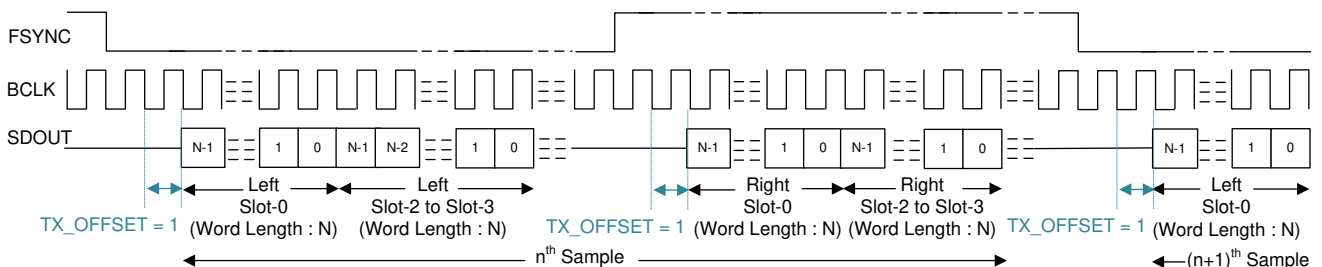 FSYNC
BCLK
SDOUT
N-1 1 0 N-1 N-2 1 0 N-1 1 0 N-1 1 0 N-1 1 0
TX_OFFSET = 1
Left
Slot-0
(Word Length : N)
Left
Slot-2 to Slot-3
(Word Length : N)
TX_OFFSET = 1
Right
Slot-0
(Word Length : N)
Right
Slot-2 to Slot-3
(Word Length : N)
TX_OFFSET = 1
Left
Slot-0
(Word Length : N)
nth Sample
(n+1)th Sample